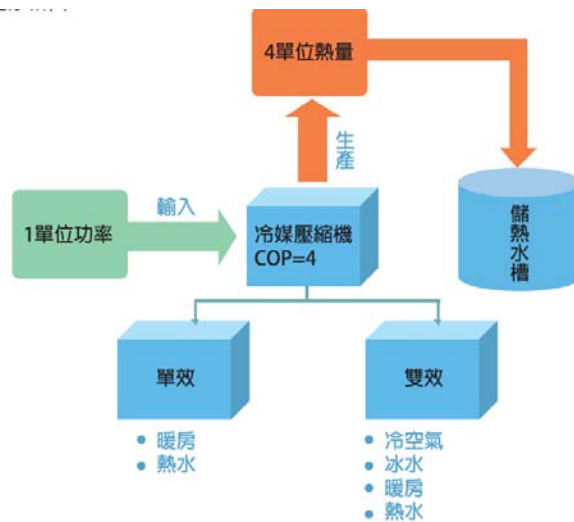 4單位熱量
生產
1單位功率
輸入
冷媒壓縮機
COP=4
儲熱水槽
單效
雙效
• 暖房
• 熱水
• 冷空氣
• 冰水
• 暖房
• 熱水